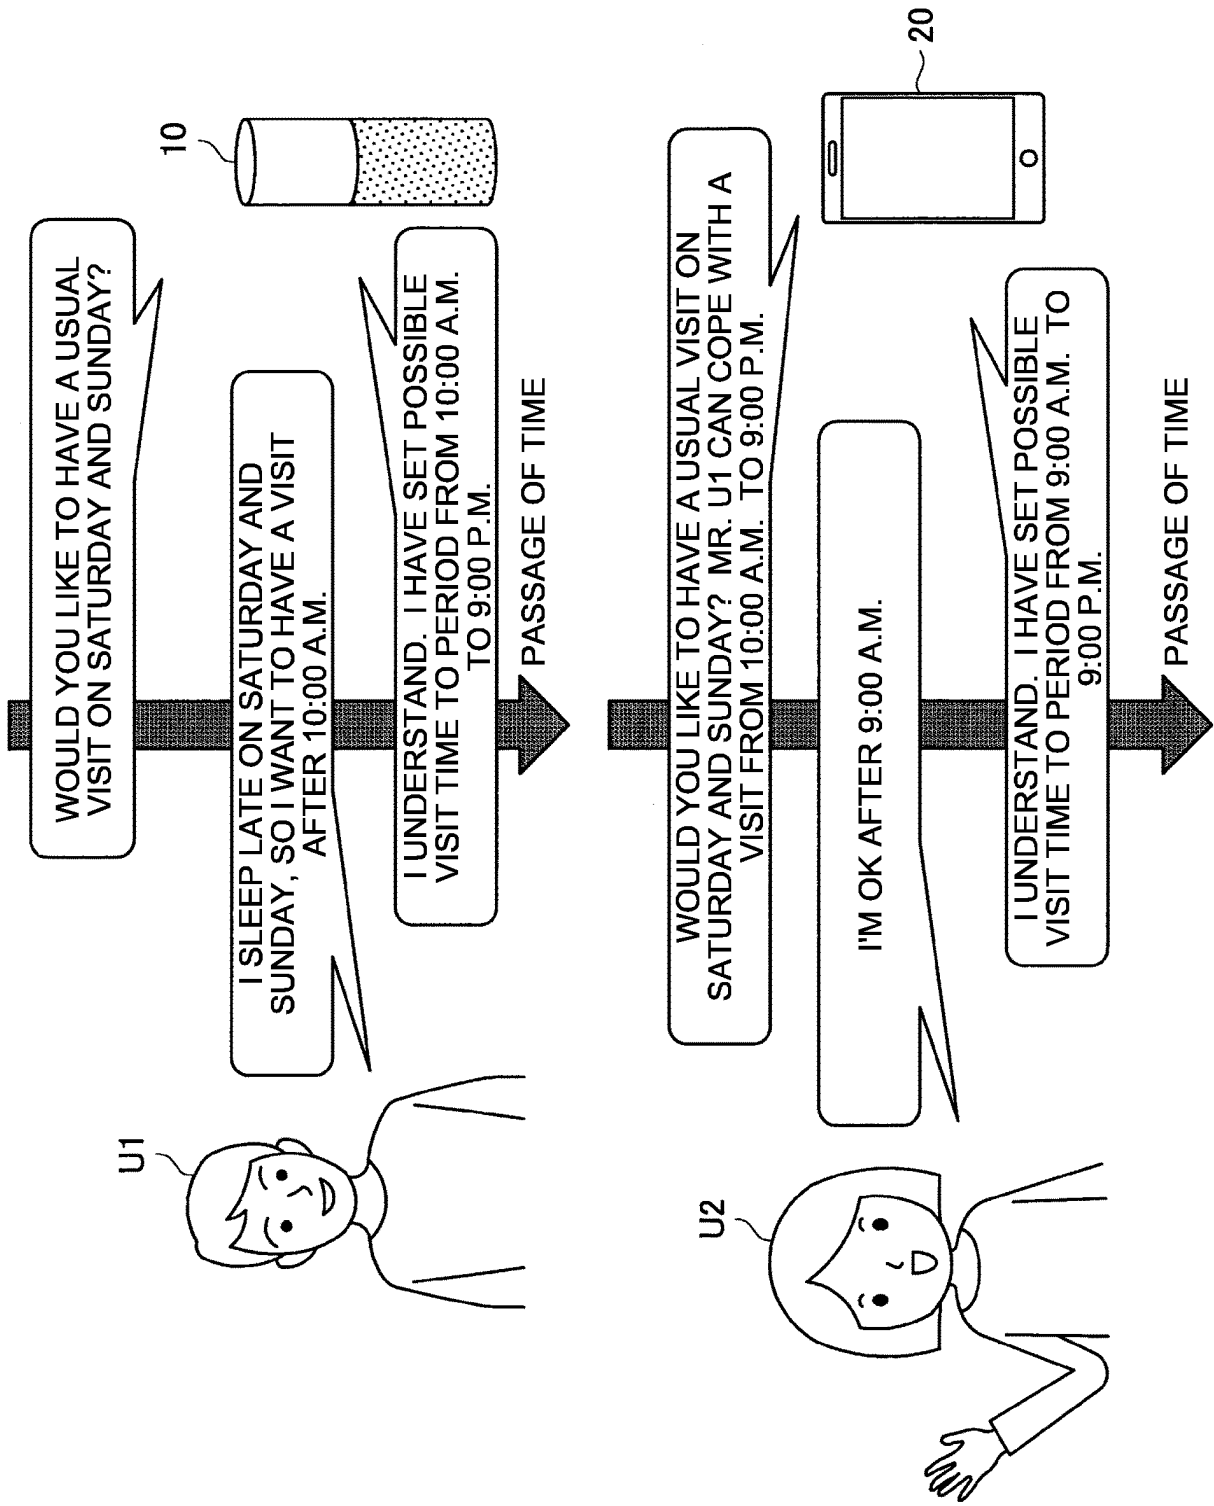 WOULD YOU LIKE TO HAVE A USUAL
VISIT ON SATURDAY AND SUNDAY?
10
U1
I SLEEP LATE ON SATURDAY AND
SUNDAY, SO I WANT TO HAVE A VISIT
AFTER 10:00 A.M.
I UNDERSTAND. I HAVE SET POSSIBLE
VISIT TIME TO PERIOD FROM 10:00 A.M.
TO 9:00 P.M.
PASSAGE OF TIME
WOULD YOU LIKE TO HAVE A USUAL VISIT ON
SATURDAY AND SUNDAY? MR. U1 CAN COPE WITH A
VISIT FROM 10:00 A.M. TO 9:00 P.M.
U2
20
I'M OK AFTER 9:00 A.M.
I UNDERSTAND. I HAVE SET POSSIBLE
VISIT TIME TO PERIOD FROM 9:00 A.M. TO
9:00 P.M.
PASSAGE OF TIME